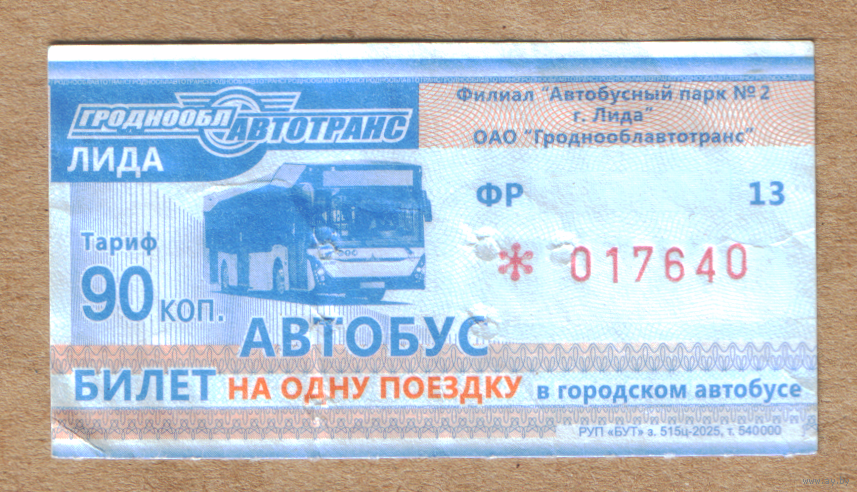 ГРОДНООБЛ
АВТОТРАНС
ЛИДА
Филиал "Автобусный парк № 2
г. Лида"
ОАО "Гроднооблавтотранс"
ФР 13
* 017640
Тариф
90 коп.
АВТОБУС
БИЛЕТ НА ОДНУ ПОЕЗДКУ в городском автобусе
РУП «БУТ» з. 515ц-2025, т. 540000